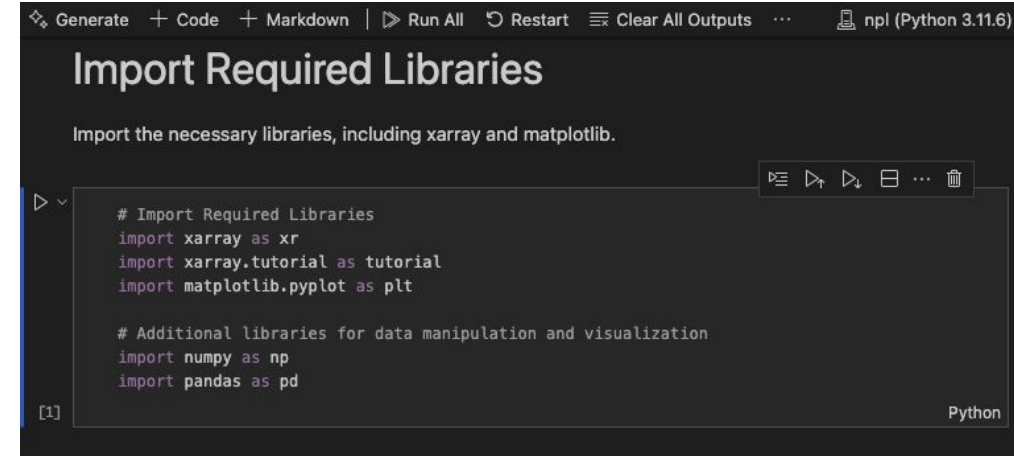 Generate + Code + Markdown | Run All Restart Clear All Outputs ... npl (Python 3.11.6)
Import Required Libraries
Import the necessary libraries, including xarray and matplotlib.
# Import Required Libraries
import xarray as xr
import xarray.tutorial as tutorial
import matplotlib.pyplot as plt
# Additional libraries for data manipulation and visualization
import numpy as np
import pandas as pd
[1] Python